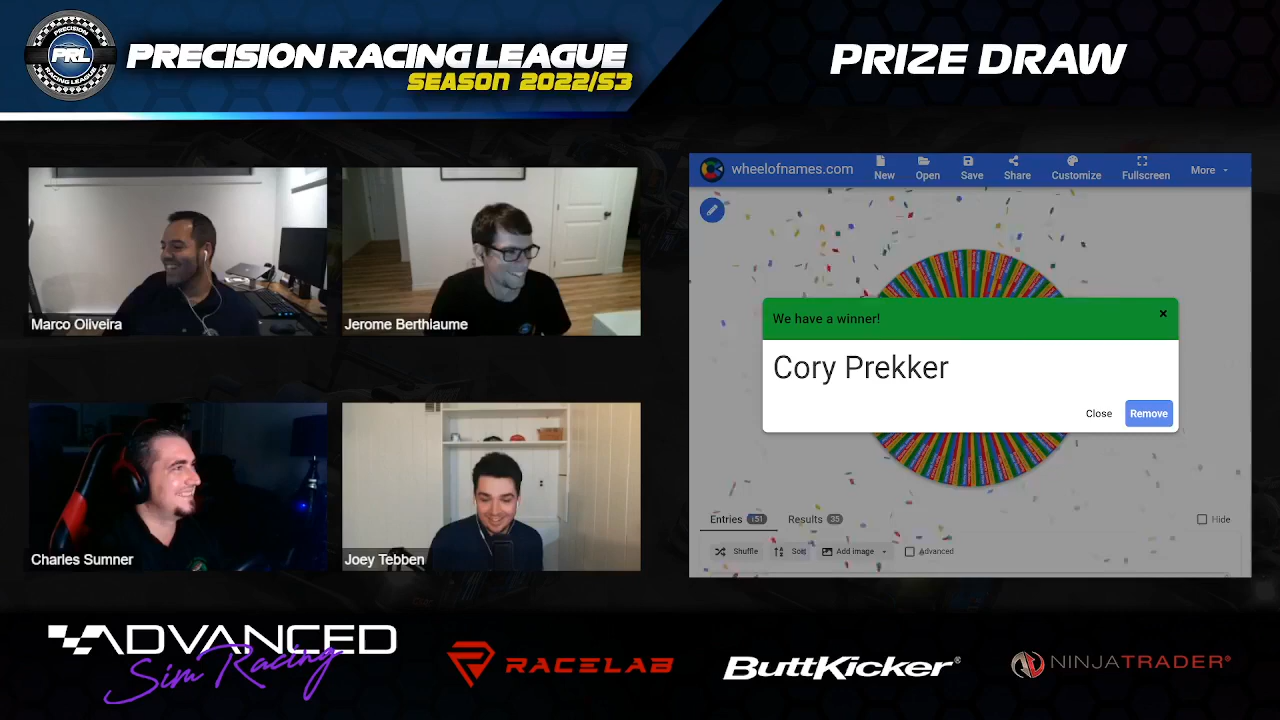 PRECISION
PRL
RACING LEAGUE
PRECISION RACING LEAGUE
SEASON 2022/S3
PRIZE DRAW
Marco Oliveira
Jerome Berthiaume
Charles Sumner
Joey Tebben
wheelofnames.com
New
Open
Save
Share
Customize
Fullscreen
More
We have a winner!
×
Cory Prekker
Close
Remove
Entries 151
Results 35
Hide
Shuffle
Sort
Add image
Advanced
ADVANCED
Sim Racing
RACELAB
ButtKicker®
NINJATRADER®